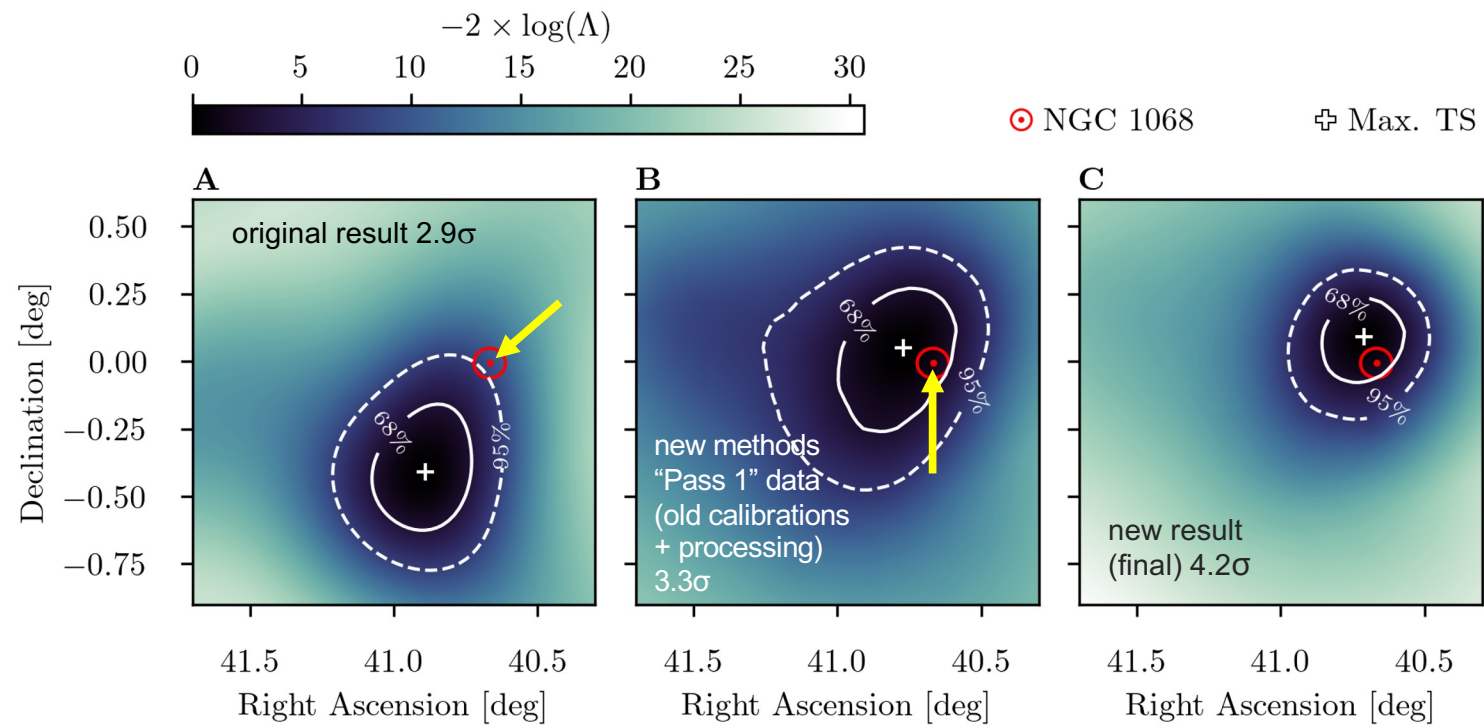 −2 × log(Λ)
0 5 10 15 20 25 30
NGC 1068
Max. TS
A
B
C
original result 2.9σ
68%
95%
68%
95%
new methods
“Pass 1” data
(old calibrations
+ processing)
3.3σ
68%
95%
new result
(final) 4.2σ
Declination [deg]
0.50
0.25
0.00
−0.25
−0.50
−0.75
41.5 41.0 40.5
41.5 41.0 40.5
41.5 41.0 40.5
Right Ascension [deg]
Right Ascension [deg]
Right Ascension [deg]